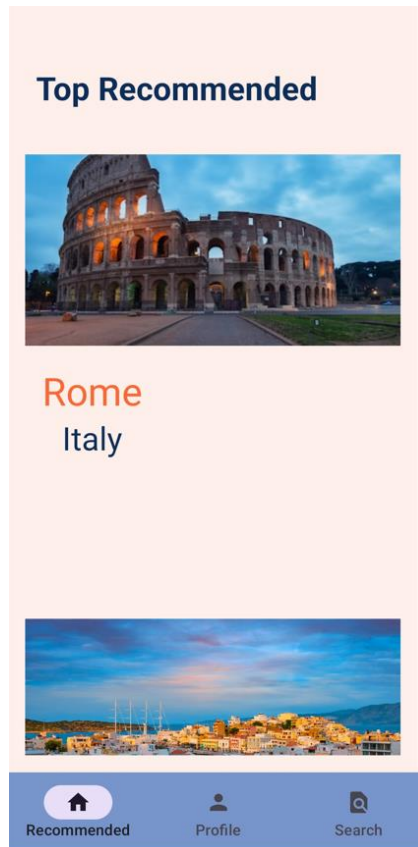 Top Recommended
Rome
Italy
Recommended
Profile
Search